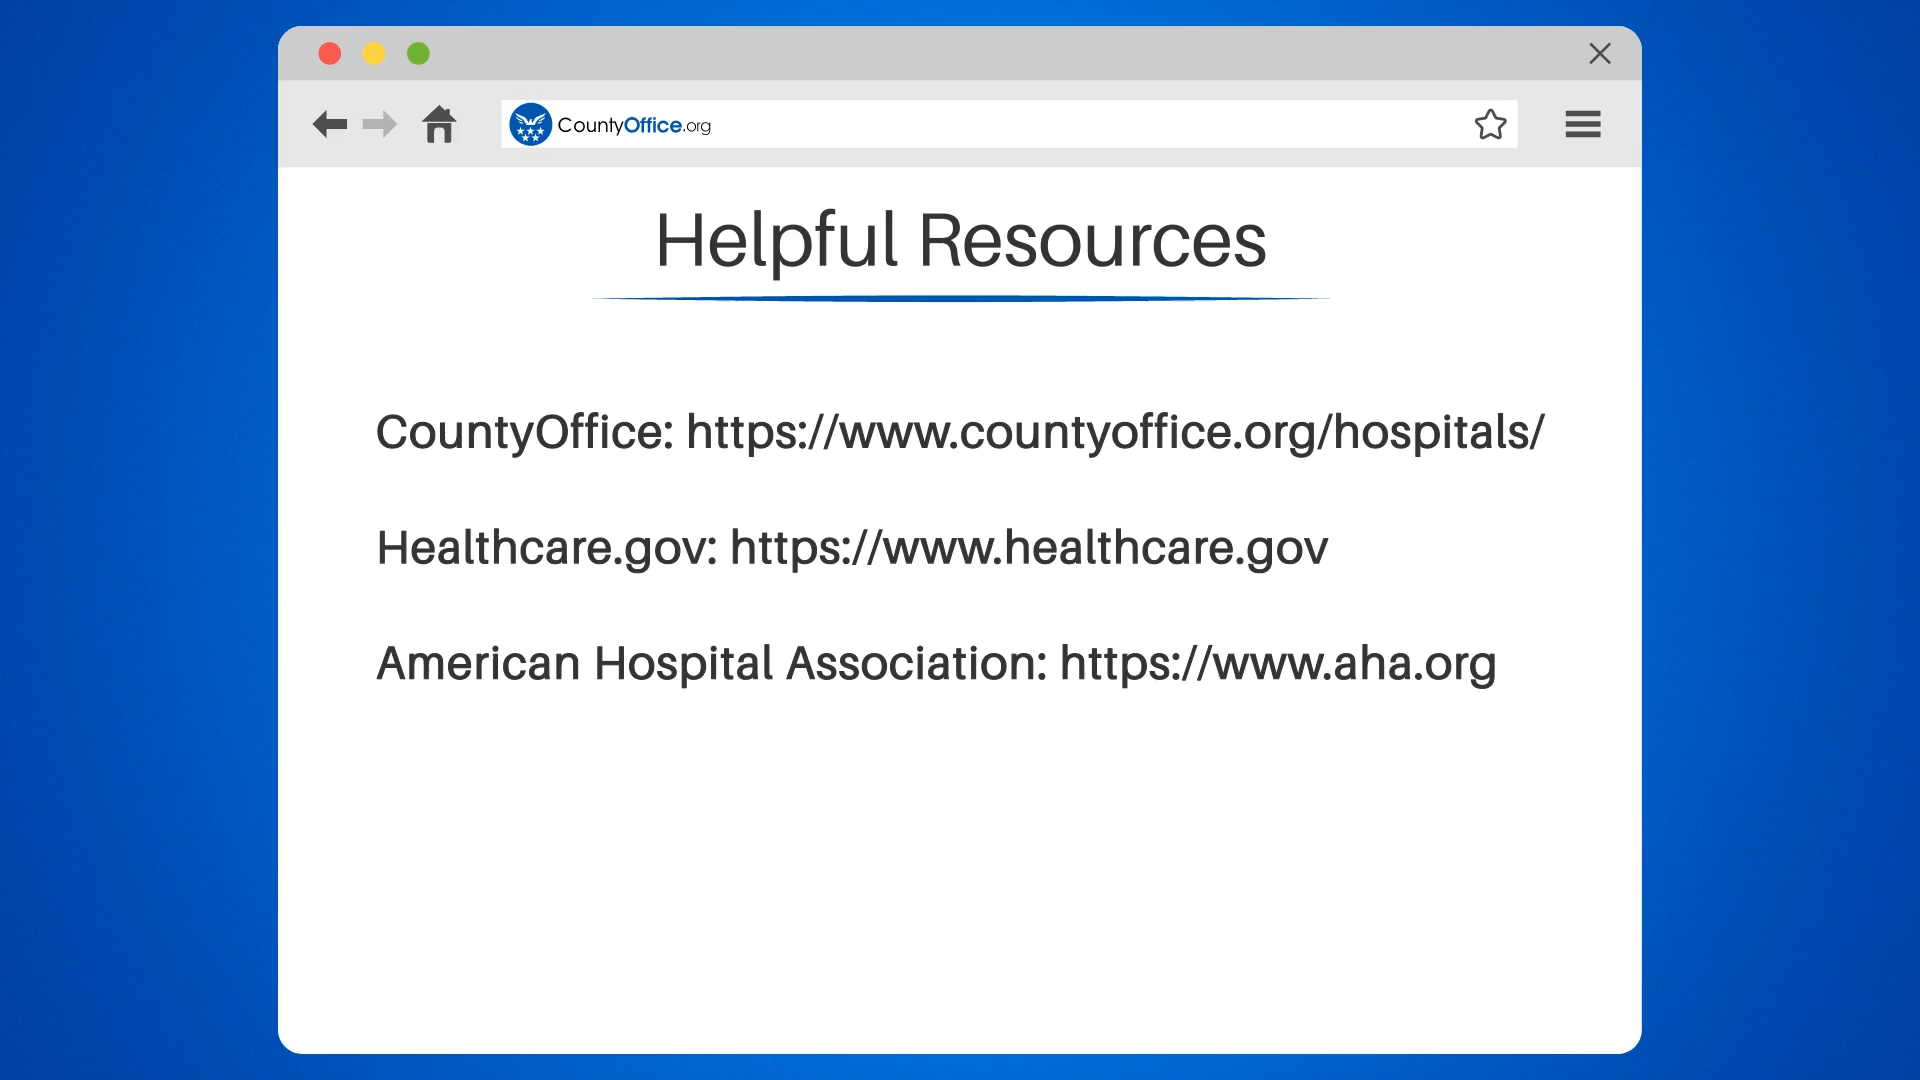 CountyOffice.org
Helpful Resources
CountyOffice: https://www.countyoffice.org/hospitals/
Healthcare.gov: https://www.healthcare.gov
American Hospital Association: https://www.aha.org